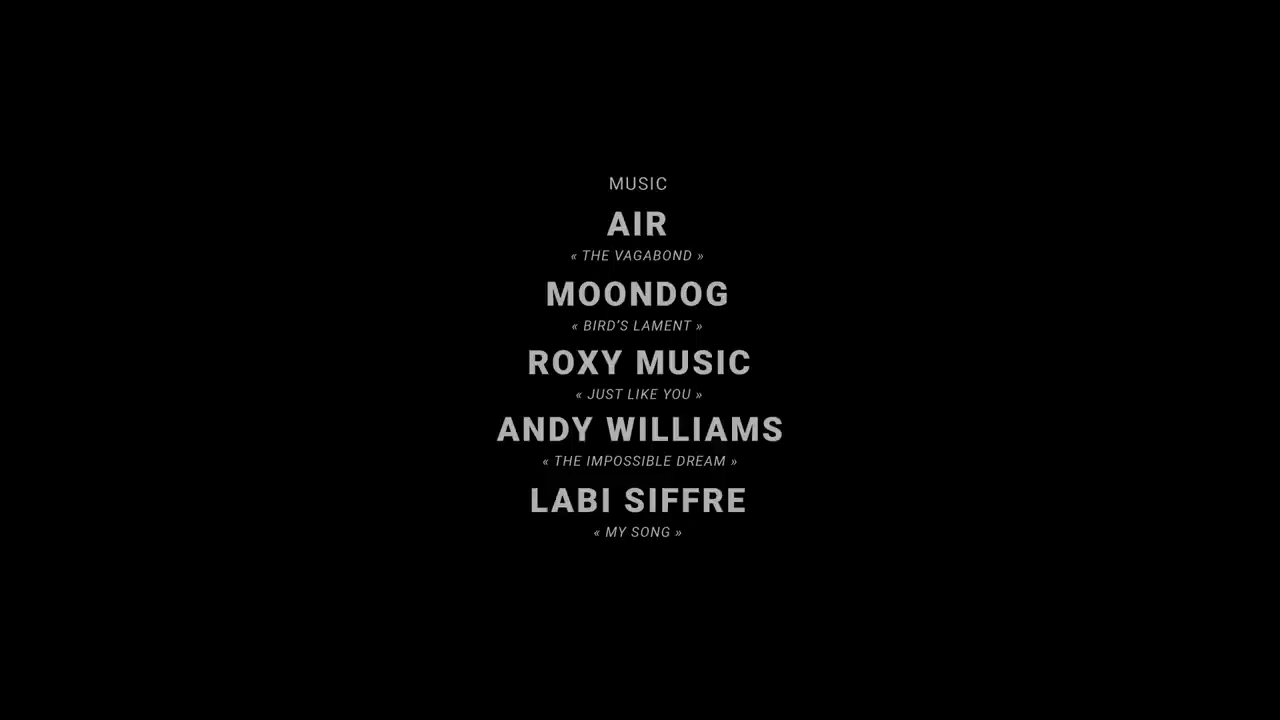 MUSIC
AIR
« THE VAGABOND »
MOONDOG
« BIRD’S LAMENT »
ROXY MUSIC
« JUST LIKE YOU »
ANDY WILLIAMS
« THE IMPOSSIBLE DREAM »
LABI SIFFRE
« MY SONG »